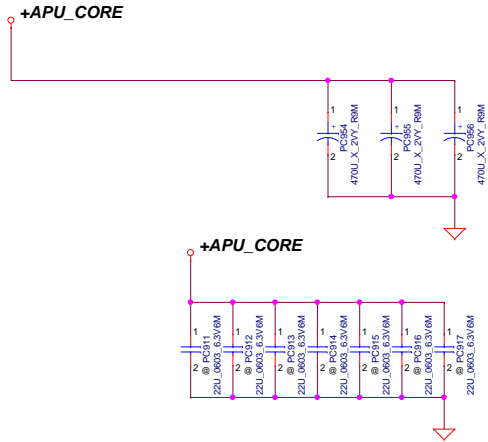 +APU_CORE
1
2
PC954
470U_X_2VY_R9M
1
2
PC955
470U_X_2VY_R9M
1
2
PC956
470U_X_2VY_R9M
+APU_CORE
1
2
@ PC911
22U_0603_6.3V6M
1
2
@ PC912
22U_0603_6.3V6M
1
2
@ PC913
22U_0603_6.3V6M
1
2
@ PC914
22U_0603_6.3V6M
1
2
@ PC915
22U_0603_6.3V6M
1
2
@ PC916
22U_0603_6.3V6M
1
2
@ PC917
22U_0603_6.3V6M